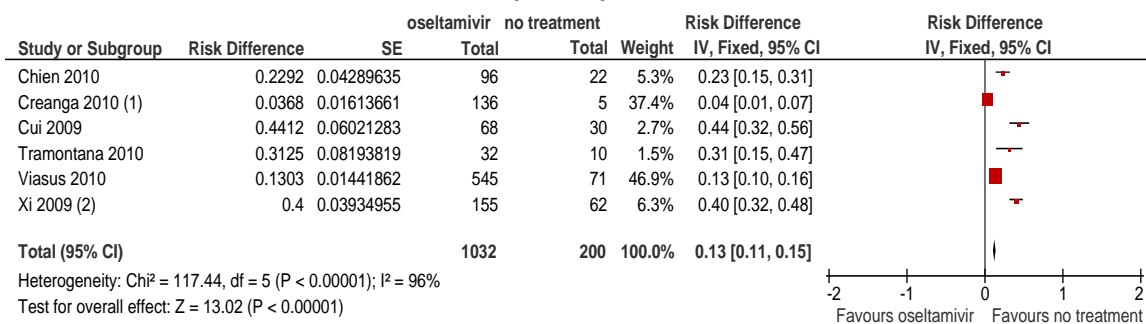 oseltamivir no treatment Risk Difference Risk Difference
Study or Subgroup Risk Difference SE Total Total Weight IV, Fixed, 95% CI IV, Fixed, 95% CI
Chien 2010 0.2292 0.04289635 96 22 5.3% 0.23 [0.15, 0.31]
Creanga 2010 (1) 0.0368 0.01613661 136 5 37.4% 0.04 [0.01, 0.07]
Cui 2009 0.4412 0.06021283 68 30 2.7% 0.44 [0.32, 0.56]
Tramontana 2010 0.3125 0.08193819 32 10 1.5% 0.31 [0.15, 0.47]
Viasus 2010 0.1303 0.01441862 545 71 46.9% 0.13 [0.10, 0.16]
Xi 2009 (2) 0.4 0.03934955 155 62 6.3% 0.40 [0.32, 0.48]
Total (95% CI) 1032 200 100.0% 0.13 [0.11, 0.15]
Heterogeneity: Chi² = 117.44, df = 5 (P < 0.00001); I² = 96%
Test for overall effect: Z = 13.02 (P < 0.00001)
-2 -1 0 1 2
Favours oseltamivir Favours no treatment